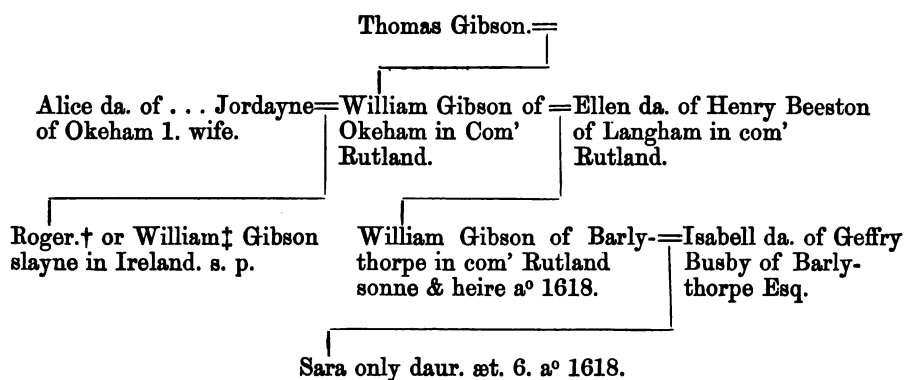 Thomas Gibson.=
Alice da. of . . . Jordayne=William Gibson of =Ellen da. of Henry Beeston
of Okeham 1. wife. Okeham in Com' of Langham in com'
Rutland. Rutland.
Roger.† or William‡ Gibson William Gibson of Barly-=Isabell da. of Geffry
slayne in Ireland. s. p. thorpe in com' Rutland Busby of Barly-
sonne & heire aº 1618. thorpe Esq.
Sara only daur. æt. 6. aº 1618.